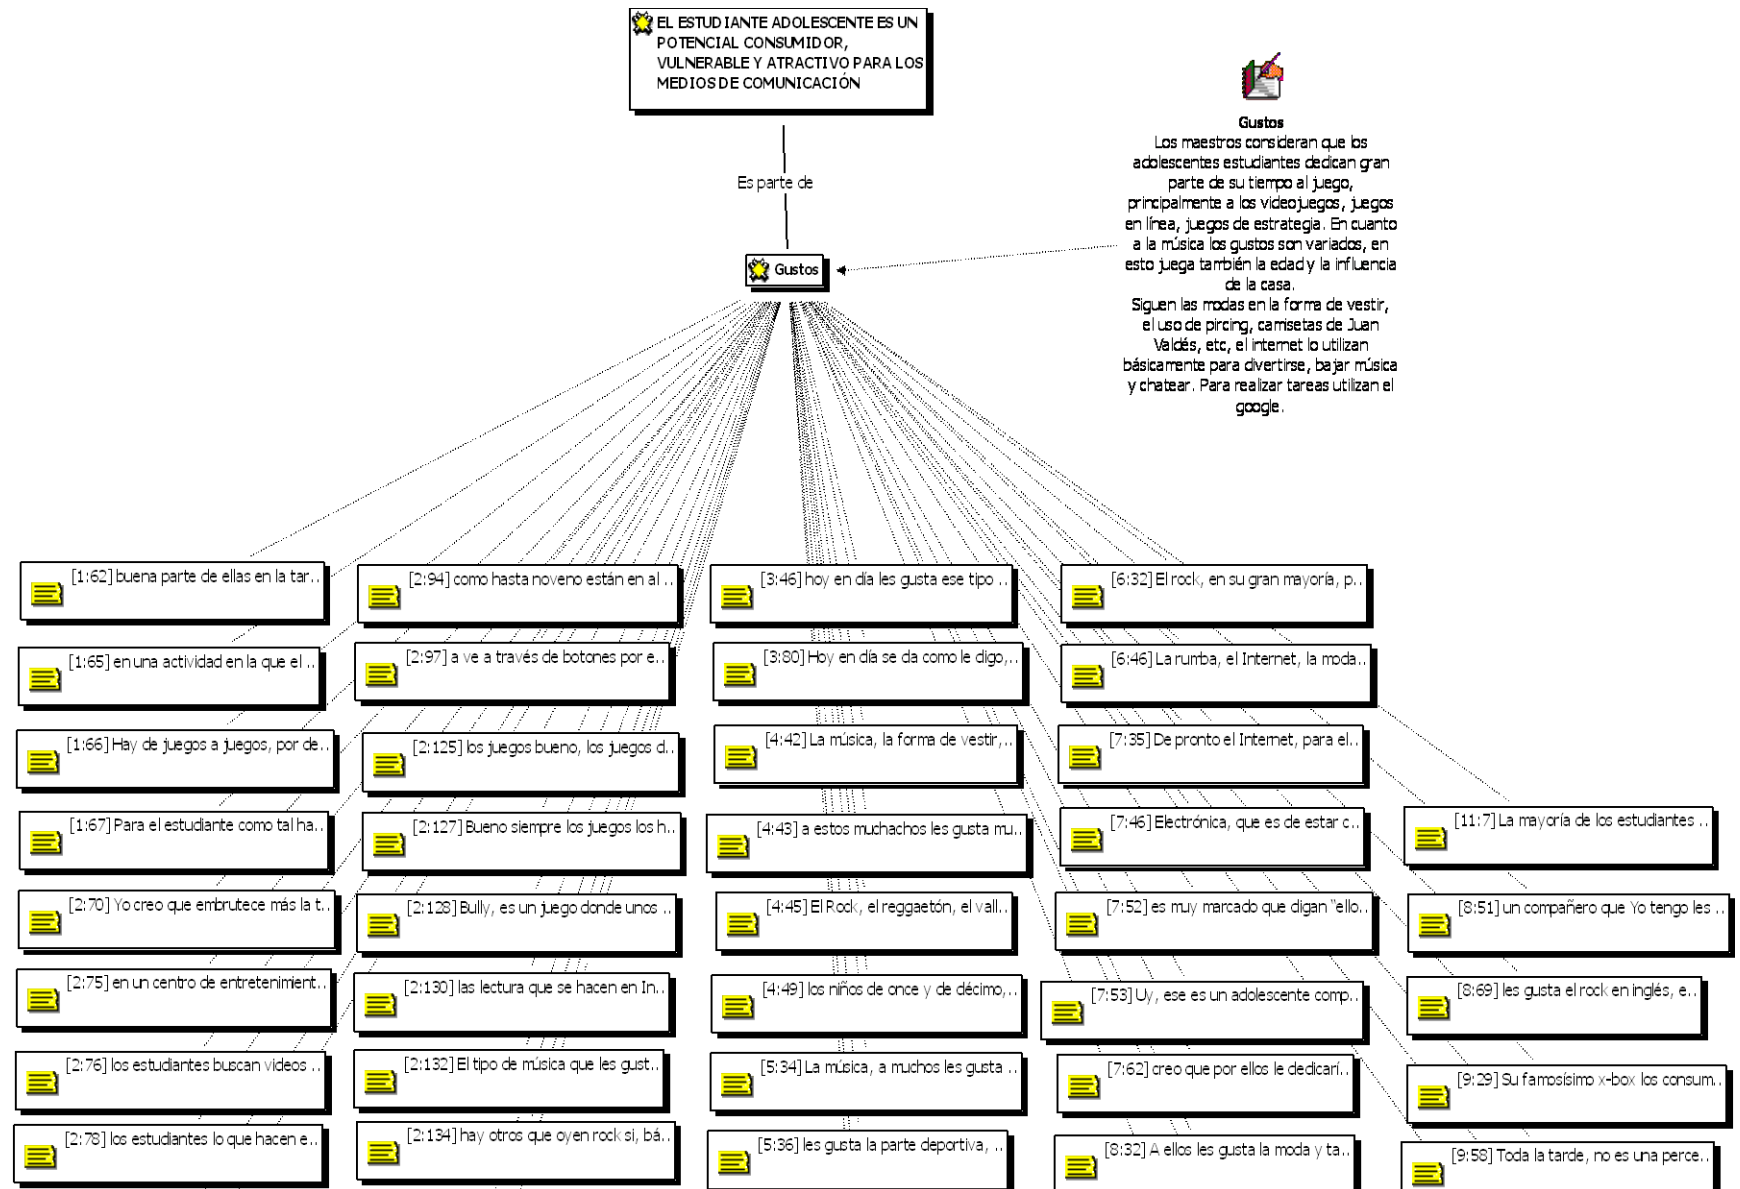 EL ESTUDIANTE ADOLESCENTE ES UN
POTENCIAL CONSUMIDOR,
VULNERABLE Y ATRACTIVO PARA LOS
MEDIOS DE COMUNICACIÓN
Es parte de
Gustos
Gustos
Los maestros consideran que los
adolescentes estudiantes dedican gran
parte de su tiempo al juego,
principalmente a los videojuegos, juegos
en línea, juegos de estrategia. En cuanto
a la música los gustos son variados, en
esto juega también la edad y la influencia
de la casa.
Siguen las modas en la forma de vestir,
el uso de pircing, camisetas de Juan
Valdés, etc, el internet lo utilizan
básicamente para divertirse, bajar música
y chatear. Para realizar tareas utilizan el
google.
[1:62] buena parte de ellas en la tar..
[1:65] en una actividad en la que el ..
[1:66] Hay de juegos a juegos, por de..
[1:67] Para el estudiante como tal ha..
[2:70] Yo creo que embrutece más la t..
[2:75] en un centro de entretenimient..
[2:76] los estudiantes buscan videos ..
[2:78] los estudiantes lo que hacen e..
[2:94] como hasta noveno están en al ..
[2:97] a ve a través de botones por e..
[2:125] los juegos bueno, los juegos d..
[2:127] Bueno siempre los juegos los h..
[2:128] Bully, es un juego donde unos ..
[2:130] las lectura que se hacen en In..
[2:132] El tipo de música que les gust..
[2:134] hay otros que oyen rock si, bá..
[3:46] hoy en día les gusta ese tipo ..
[3:80] Hoy en día se da como le digo,..
[4:42] La música, la forma de vestir,..
[4:43] a estos muchachos les gusta mu..
[4:45] El Rock, el reggaetón, el vall..
[4:49] los niños de once y de décimo,..
[5:34] La música, a muchos les gusta ..
[5:36] les gusta la parte deportiva, ..
[6:32] El rock, en su gran mayoría, p..
[6:46] La rumba, el Internet, la moda..
[7:35] De pronto el Internet, para el..
[7:46] Electrónica, que es de estar c..
[7:52] es muy marcado que digan "ello..
[7:53] Uy, ese es un adolescente comp..
[7:62] creo que por ellos le dedicarí..
[8:32] A ellos les gusta la moda y ta..
[11:7] La mayoría de los estudiantes ..
[8:51] un compañero que Yo tengo les ..
[8:69] les gusta el rock en inglés, e..
[9:29] Su famosísimo x-box los consum..
[9:58] Toda la tarde, no es una perce..